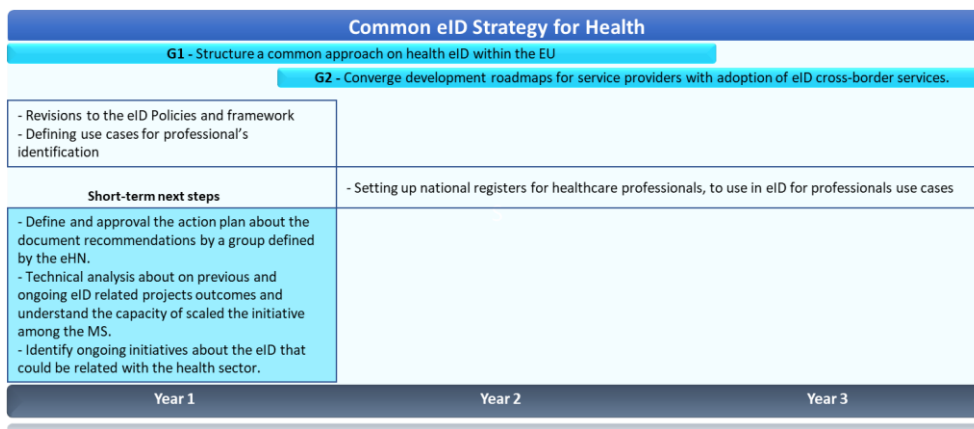 Common eID Strategy for Health
G1 - Structure a common approach on health eID within the EU
G2 - Converge development roadmaps for service providers with adoption of eID cross-border services.
- Revisions to the eID Policies and framework
- Defining use cases for professional's
identification
- Setting up national registers for healthcare professionals, to use in eID for professionals use cases
Short-term next steps
- Define and approval the action plan about the
document recommendations by a group defined
by the eHN.
- Technical analysis about on previous and
ongoing eID related projects outcomes and
understand the capacity of scaled the initiative
among the MS.
- Identify ongoing initiatives about the eID that
could be related with the health sector.
Year 1
Year 2
Year 3